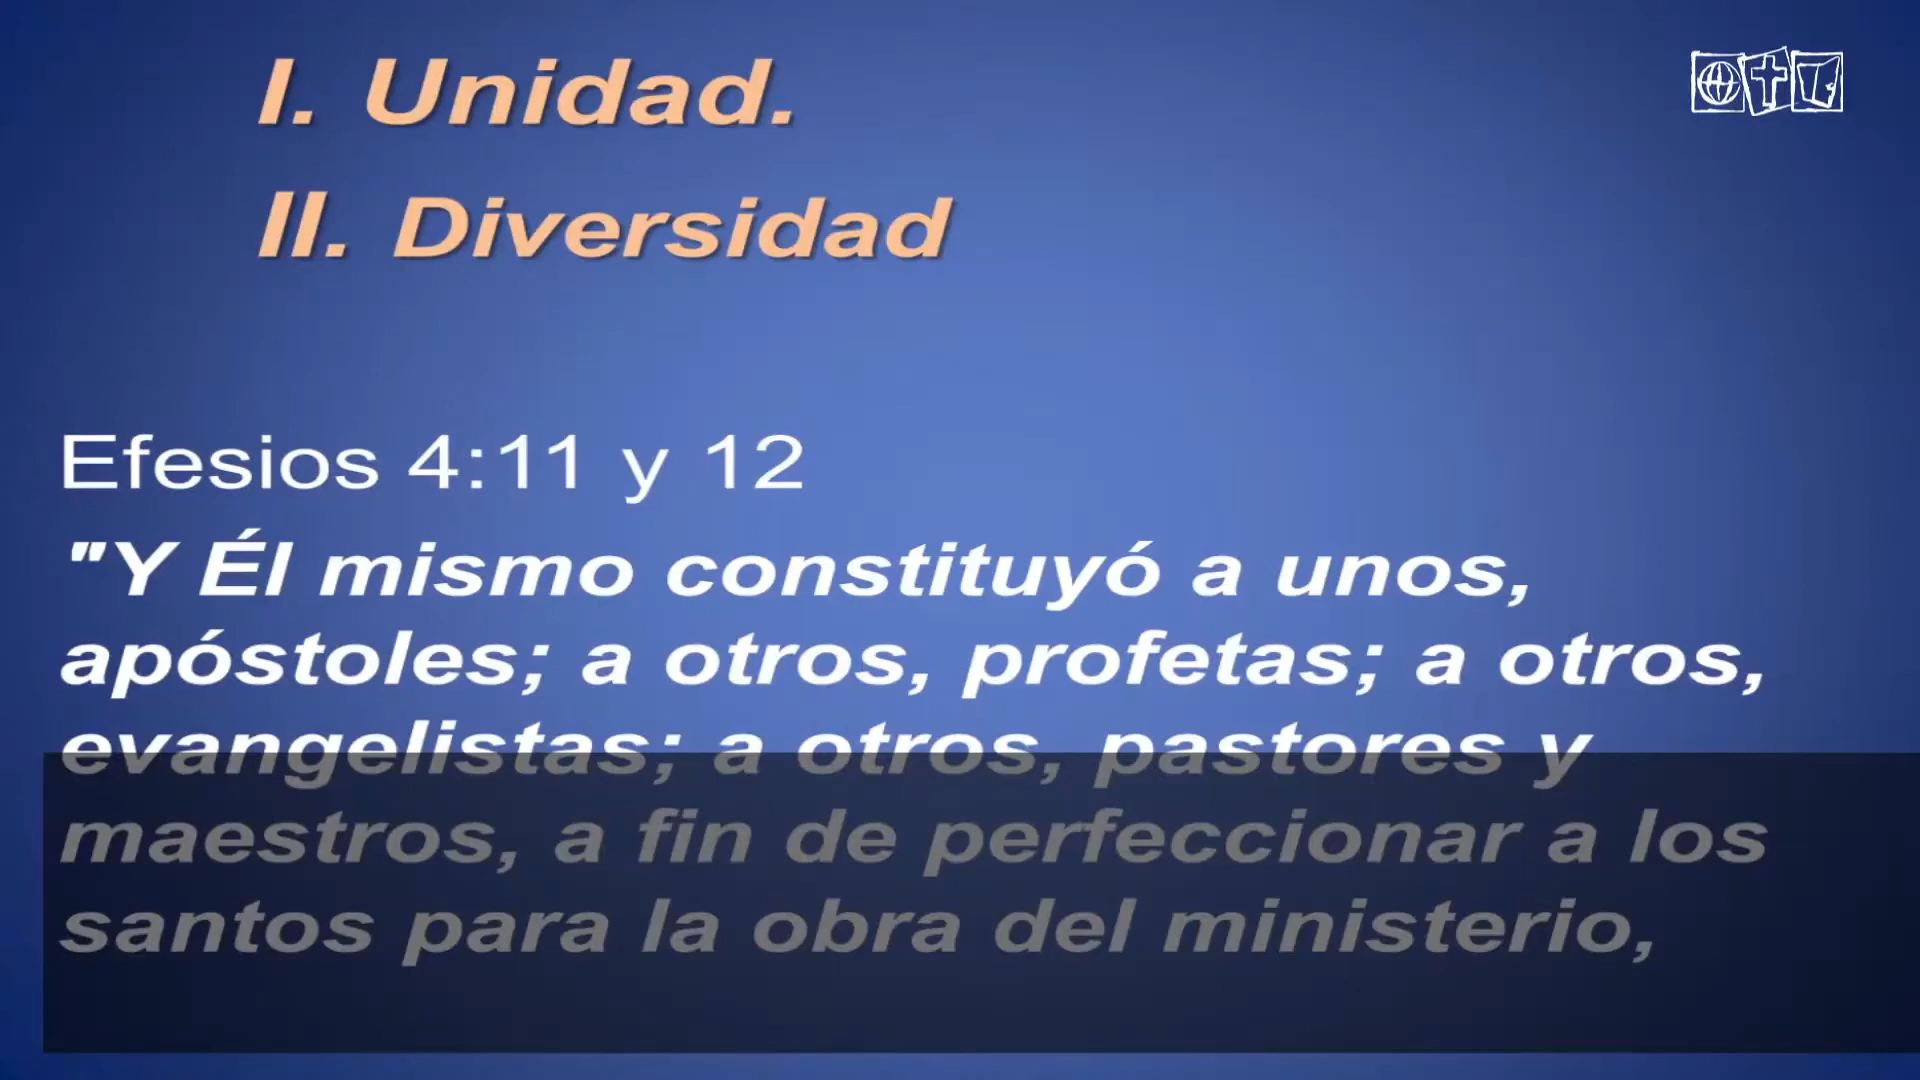 I. Unidad.
II. Diversidad
Efesios 4:11 y 12
"Y Él mismo constituyó a unos,
apóstoles; a otros, profetas; a otros,
evangelistas; a otros, pastores y
maestros, a fin de perfeccionar a los
santos para la obra del ministerio,